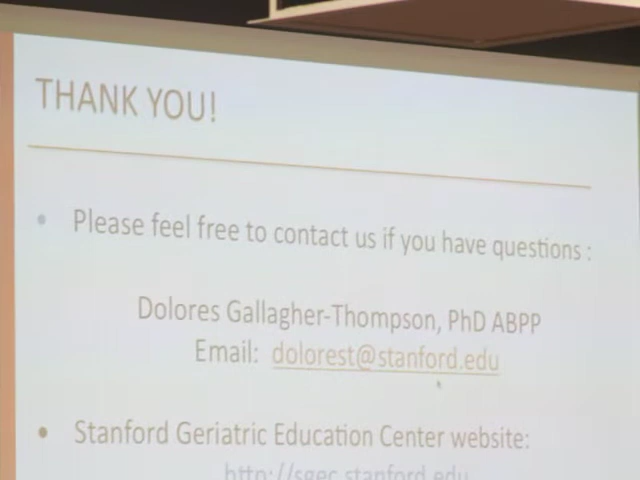 THANK YOU!
• Please feel free to contact us if you have questions :
Dolores Gallagher-Thompson, PhD ABPP
Email: dolorest@stanford.edu
• Stanford Geriatric Education Center website:
http://sgec.stanford.edu